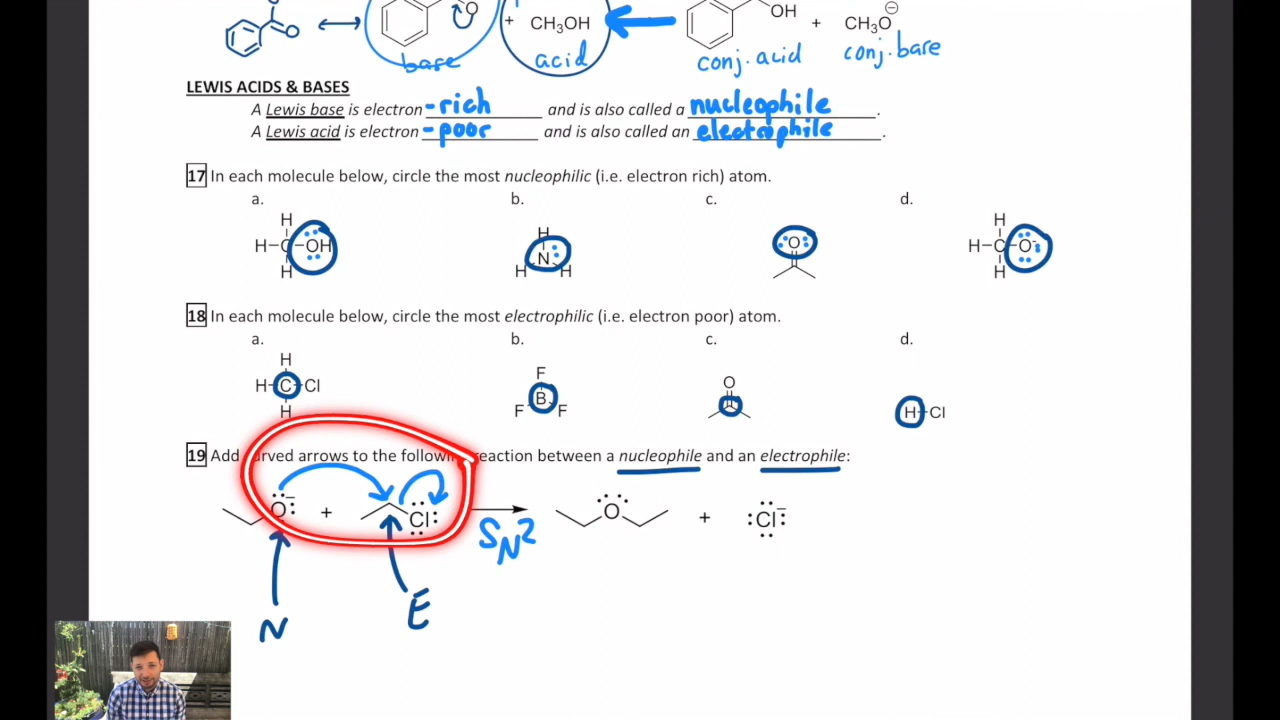 O
O + CH₃OH OH + CH₃O⊖
base acid conj. acid conj. base
LEWIS ACIDS & BASES
A Lewis base is electron -rich and is also called a nucleophile.
A Lewis acid is electron -poor and is also called an electrophile.
17 In each molecule below, circle the most nucleophilic (i.e. electron rich) atom.
a. b. c. d.
H H H
H–C–OH N O H–C–O⁻
H H H H
18 In each molecule below, circle the most electrophilic (i.e. electron poor) atom.
a. b. c. d.
H F O
H–C–Cl B H–Cl
H F F
19 Add curved arrows to the following reaction between a nucleophile and an electrophile:
O⁻ + Cl O + Cl⁻
SN2
N E